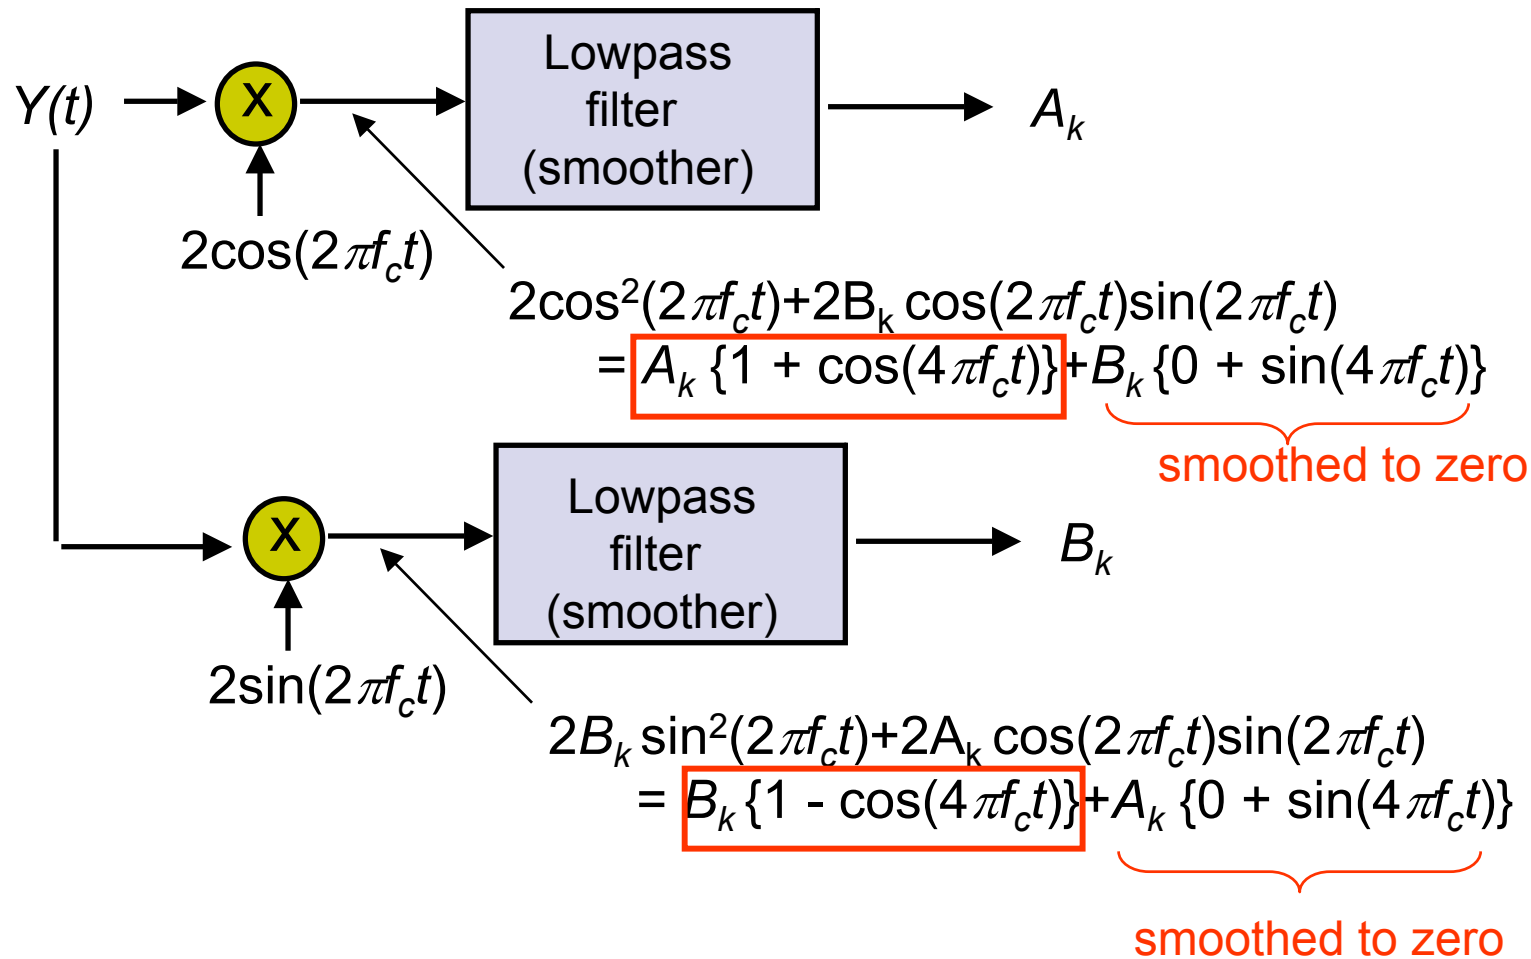 Lowpass
filter
(smoother)
Y(t)
X
A_k
2cos(2πf_ct)
2cos²(2πf_ct)+2B_k cos(2πf_ct)sin(2πf_ct)
= A_k {1 + cos(4πf_ct)}+B_k {0 + sin(4πf_ct)}
smoothed to zero
Lowpass
filter
(smoother)
X
B_k
2sin(2πf_ct)
2B_k sin²(2πf_ct)+2A_k cos(2πf_ct)sin(2πf_ct)
= B_k {1 - cos(4πf_ct)}+A_k {0 + sin(4πf_ct)}
smoothed to zero